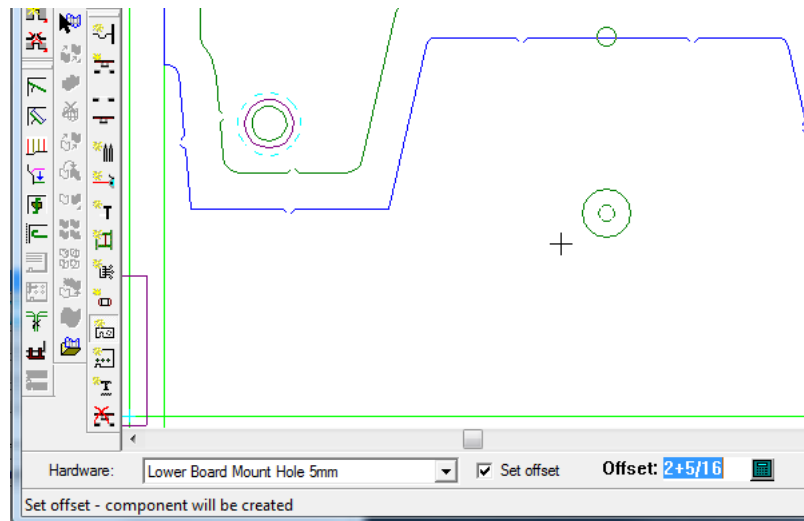 Hardware: Lower Board Mount Hole 5mm Set offset Offset: 2+5/16
Set offset - component will be created